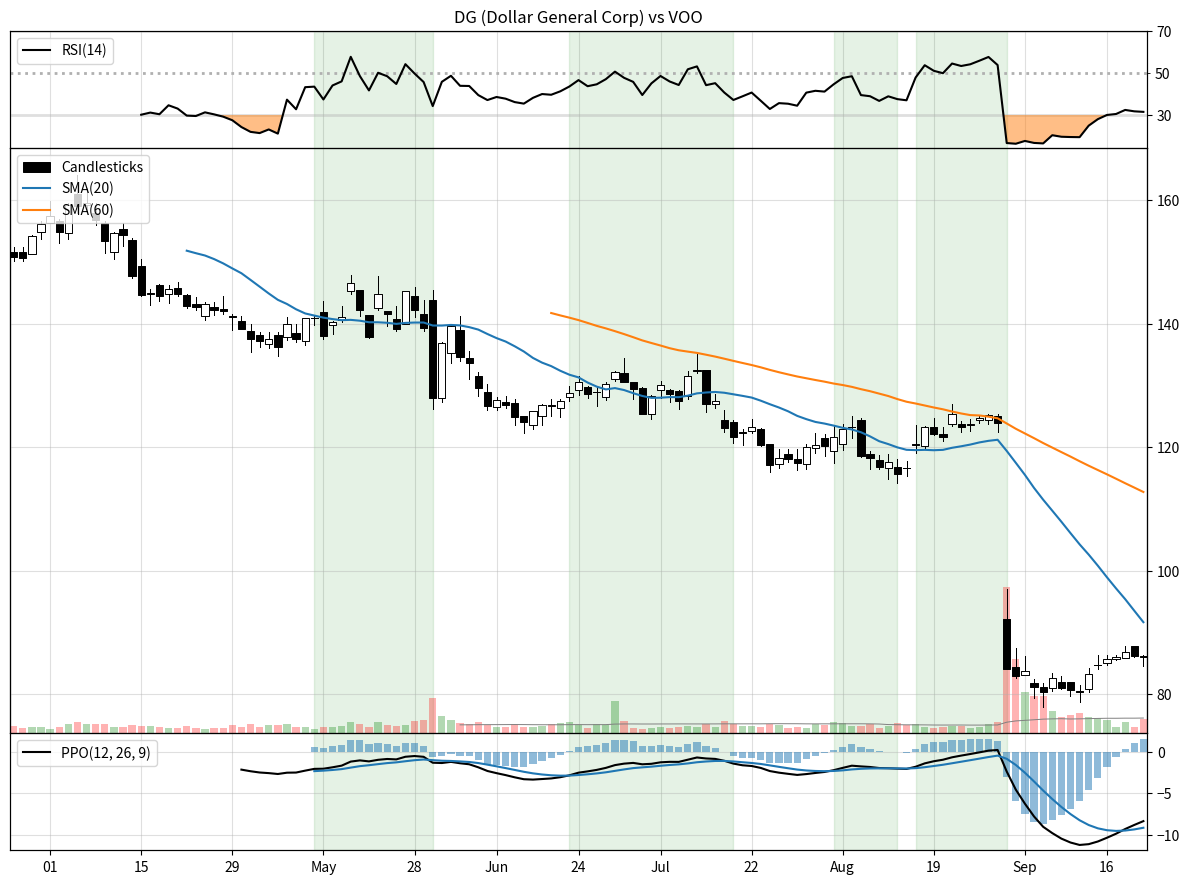 DG (Dollar General Corp) vs VOO
RSI(14)
70
50
30
Candlesticks
SMA(20)
SMA(60)
160
140
120
100
80
PPO(12, 26, 9)
0
−5
−10
01 15 29 May 28 Jun 24 Jul 22 Aug 19 Sep 16